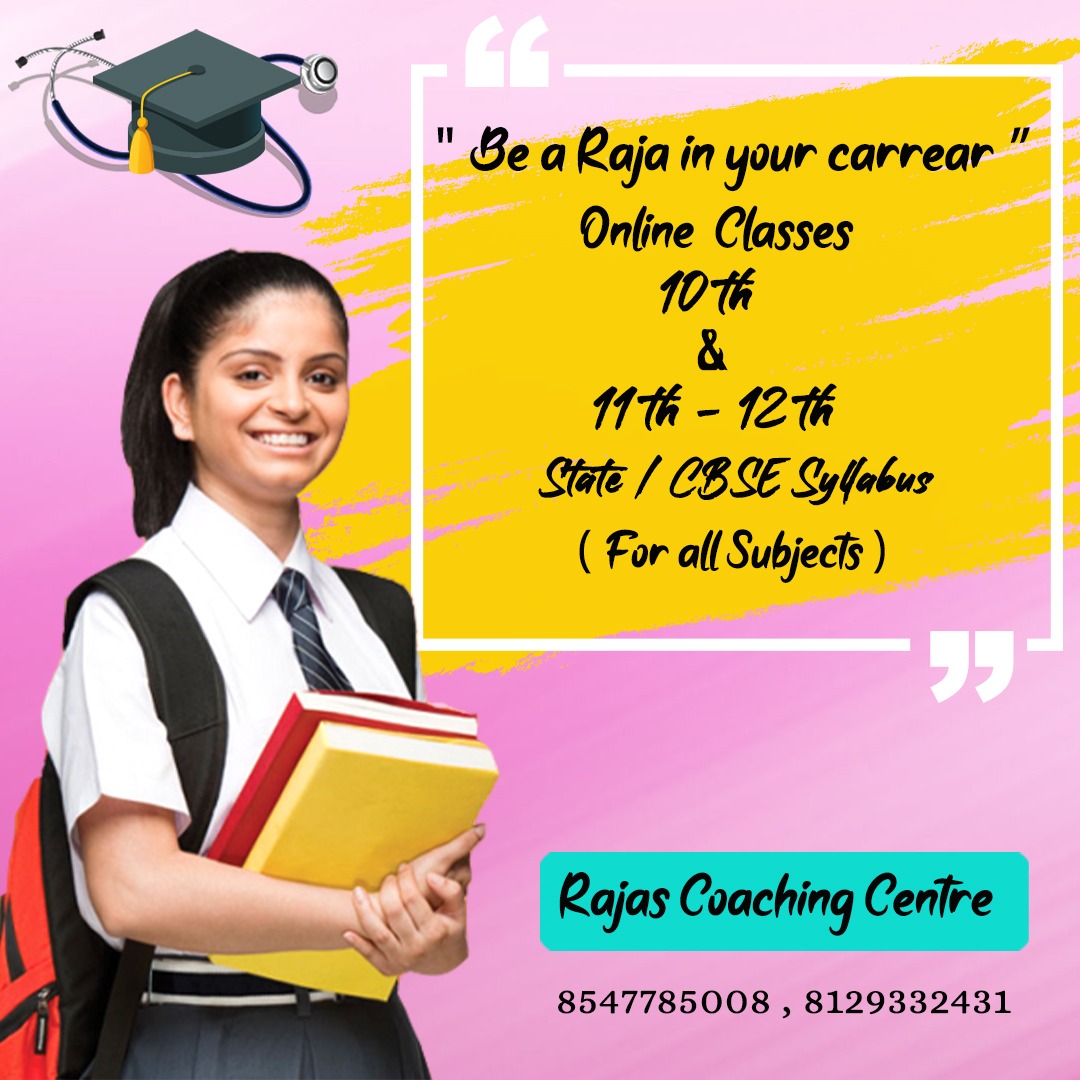 " Be a Raja in your carrear "
Online Classes
10th
&
11th - 12th
State / CBSE Syllabus
( For all Subjects )
Rajas Coaching Centre
8547785008 , 8129332431